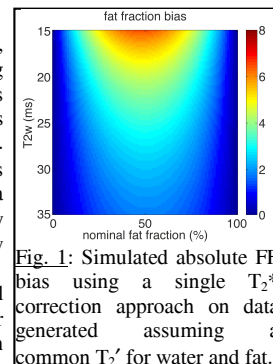 fat fraction bias
15
20
25
30
35
T2w (ms)
0 50 100
nominal fat fraction (%)
8
6
4
2
0
Fig. 1: Simulated absolute FF
bias using a single T₂*
correction approach on data
generated assuming a
common T₂′ for water and fat.